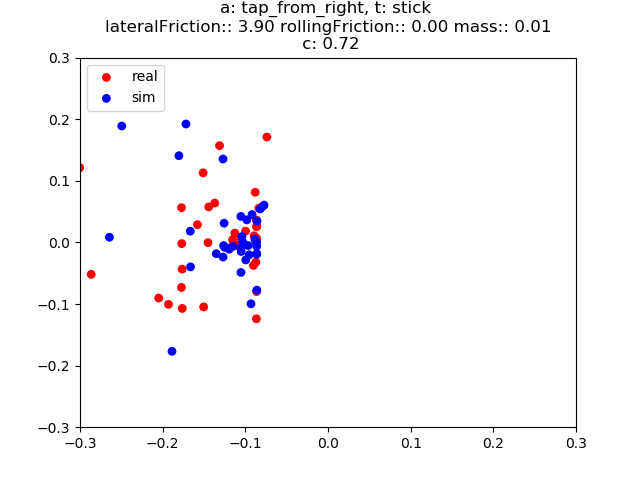 a: tap_from_right, t: stick
lateralFriction:: 3.90 rollingFriction:: 0.00 mass:: 0.01
c: 0.72
real
sim
0.3
0.2
0.1
0.0
−0.1
−0.2
−0.3
−0.3 −0.2 −0.1 0.0 0.1 0.2 0.3